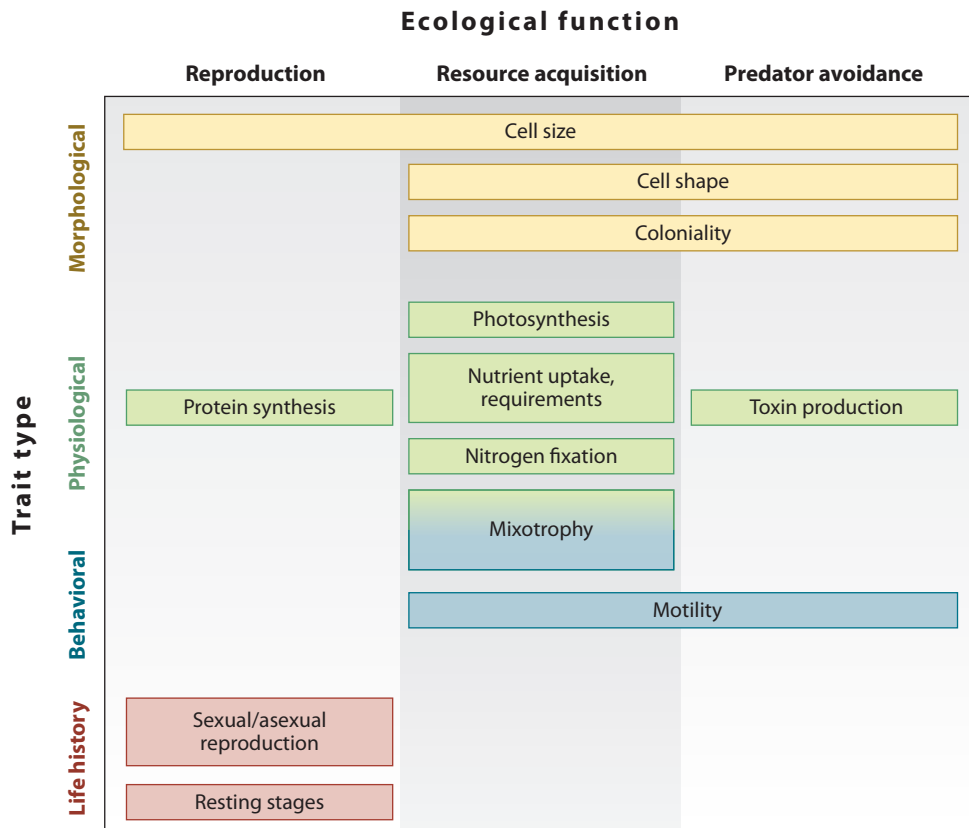 Ecological function
Reproduction
Resource acquisition
Predator avoidance
Trait type
Morphological
Cell size
Cell shape
Coloniality
Physiological
Photosynthesis
Nutrient uptake,
requirements
Protein synthesis
Toxin production
Nitrogen fixation
Mixotrophy
Behavioral
Motility
Life history
Sexual/asexual
reproduction
Resting stages